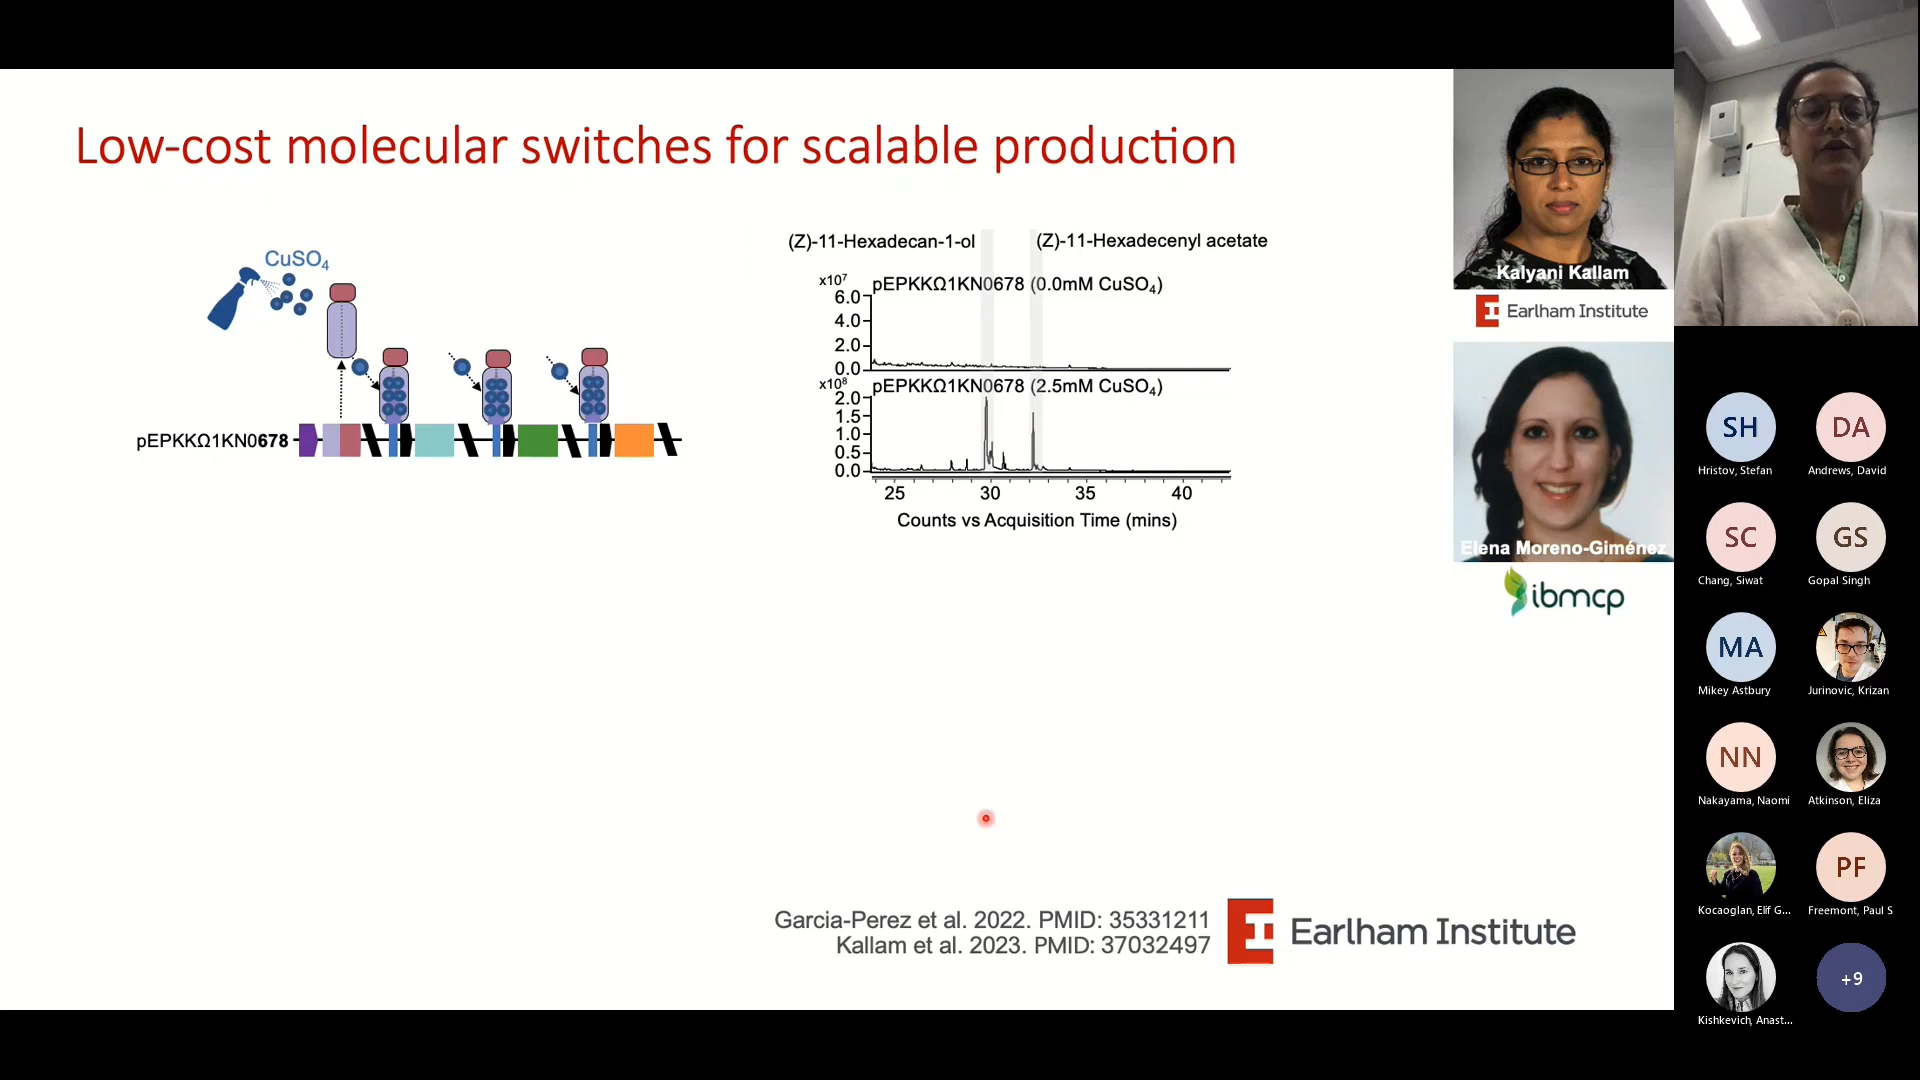 Low-cost molecular switches for scalable production
CuSO₄
pEPKKΩ1KN0678
(Z)-11-Hexadecan-1-ol
(Z)-11-Hexadecenyl acetate
x10⁷
pEPKKΩ1KN0678 (0.0mM CuSO₄)
6.0
4.0
2.0
0.0
x10⁸
pEPKKΩ1KN0678 (2.5mM CuSO₄)
2.0
1.5
1.0
0.5
0.0
25 30 35 40
Counts vs Acquisition Time (mins)
Kalyani Kallam
Earlham Institute
Elena Moreno-Giménez
ibmcp
Garcia-Perez et al. 2022. PMID: 35331211
Kallam et al. 2023. PMID: 37032497
Earlham Institute
SH
Hristov, Stefan
DA
Andrews, David
SC
Chang, Siwat
GS
Gopal Singh
MA
Mikey Astbury
Jurinovic, Krizan
NN
Nakayama, Naomi
Atkinson, Eliza
Kocaoglan, Elif G...
PF
Freemont, Paul S
Kishkevich, Anast...
+9